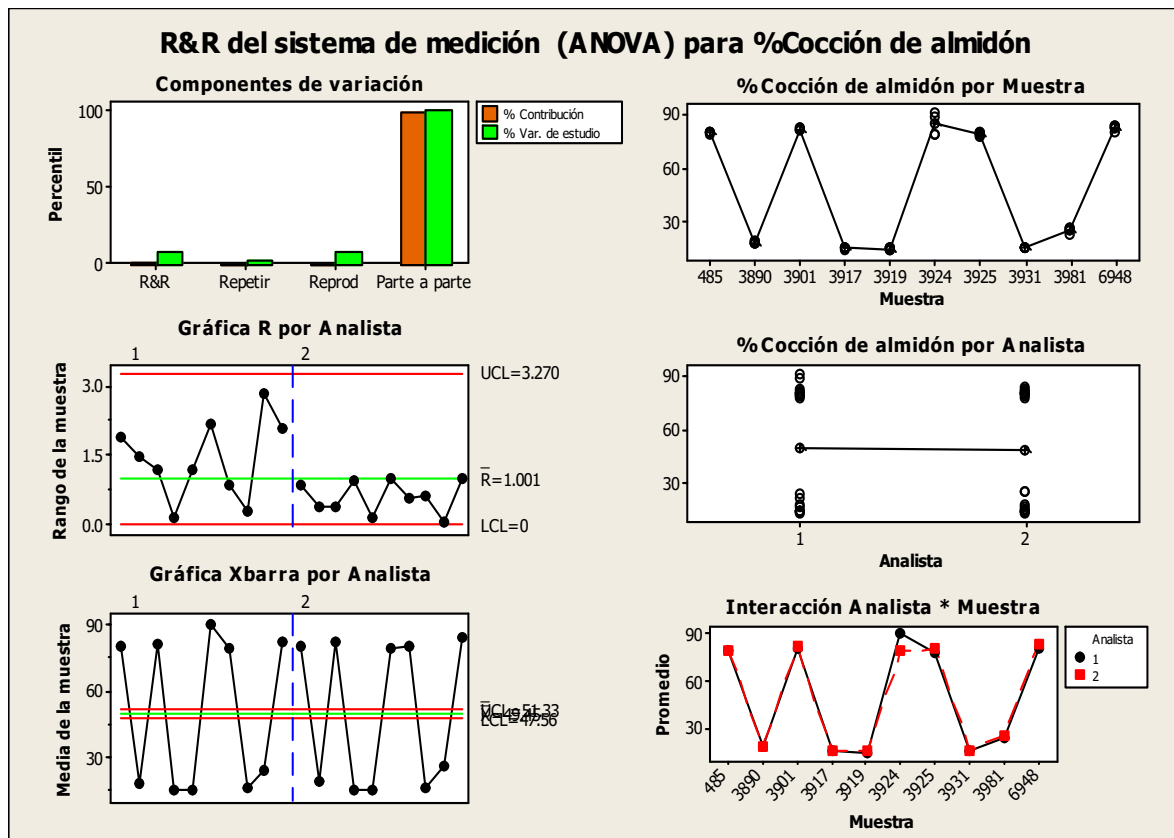 R&R del sistema de medición (ANOVA) para %Cocción de almidón
Componentes de variación
100
50
0
Percentil
R&R Repetir Reprod Parte a parte
% Contribución
% Var. de estudio
Gráfica R por Analista
1 2
3.0
1.5
0.0
Rango de la muestra
UCL=3.270
R=1.001
LCL=0
Gráfica Xbarra por Analista
1 2
90
60
30
Media de la muestra
UCL=51.33
LCL=47.56
% Cocción de almidón por Muestra
90
60
30
485 3890 3901 3917 3919 3924 3925 3931 3981 6948
Muestra
% Cocción de almidón por Analista
90
60
30
1 2
Analista
Interacción Analista * Muestra
90
60
30
Promedio
485 3890 3901 3917 3919 3924 3925 3931 3981 6948
Muestra
Analista
1
2